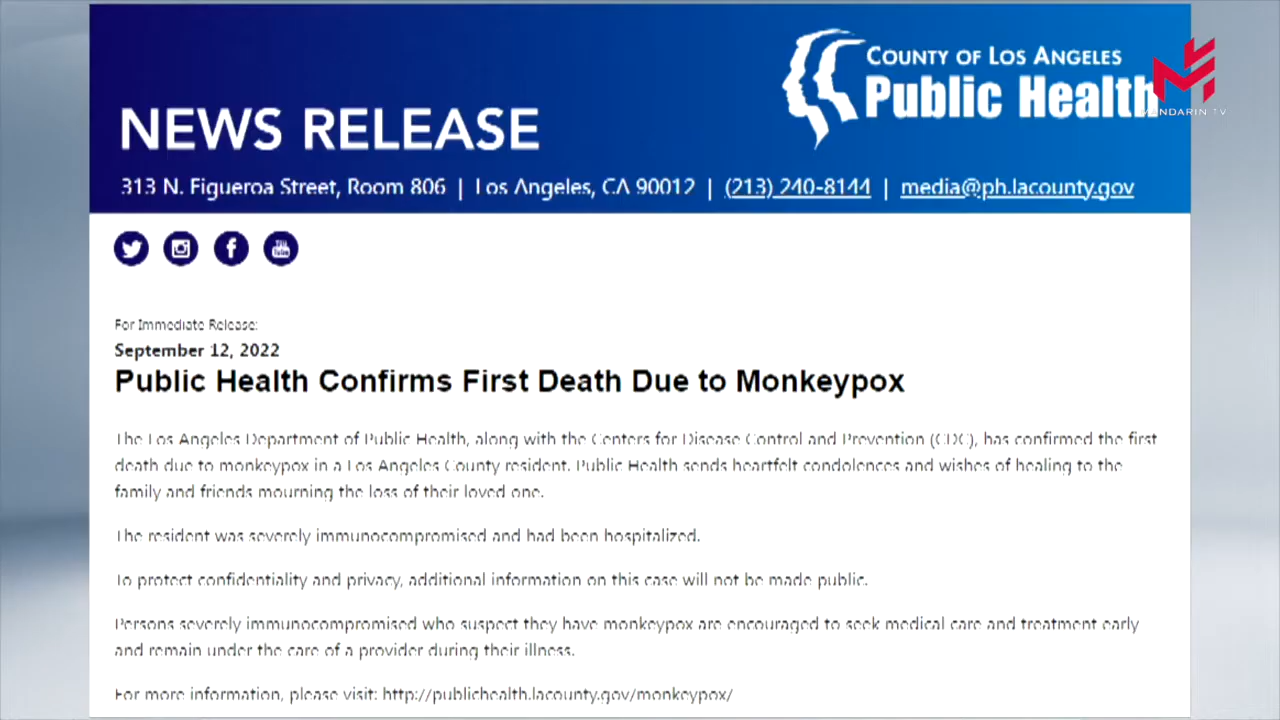 COUNTY OF LOS ANGELES
Public Health
MANDARIN TV
NEWS RELEASE
313 N. Figueroa Street, Room 806 | Los Angeles, CA 90012 | (213) 240-8144 | media@ph.lacounty.gov
You
Tube
For Immediate Release:
September 12, 2022
Public Health Confirms First Death Due to Monkeypox
The Los Angeles Department of Public Health, along with the Centers for Disease Control and Prevention (CDC), has confirmed the first
death due to monkeypox in a Los Angeles County resident. Public Health sends heartfelt condolences and wishes of healing to the
family and friends mourning the loss of their loved one.
The resident was severely immunocompromised and had been hospitalized.
To protect confidentiality and privacy, additional information on this case will not be made public.
Persons severely immunocompromised who suspect they have monkeypox are encouraged to seek medical care and treatment early
and remain under the care of a provider during their illness.
For more information, please visit: http://publichealth.lacounty.gov/monkeypox/